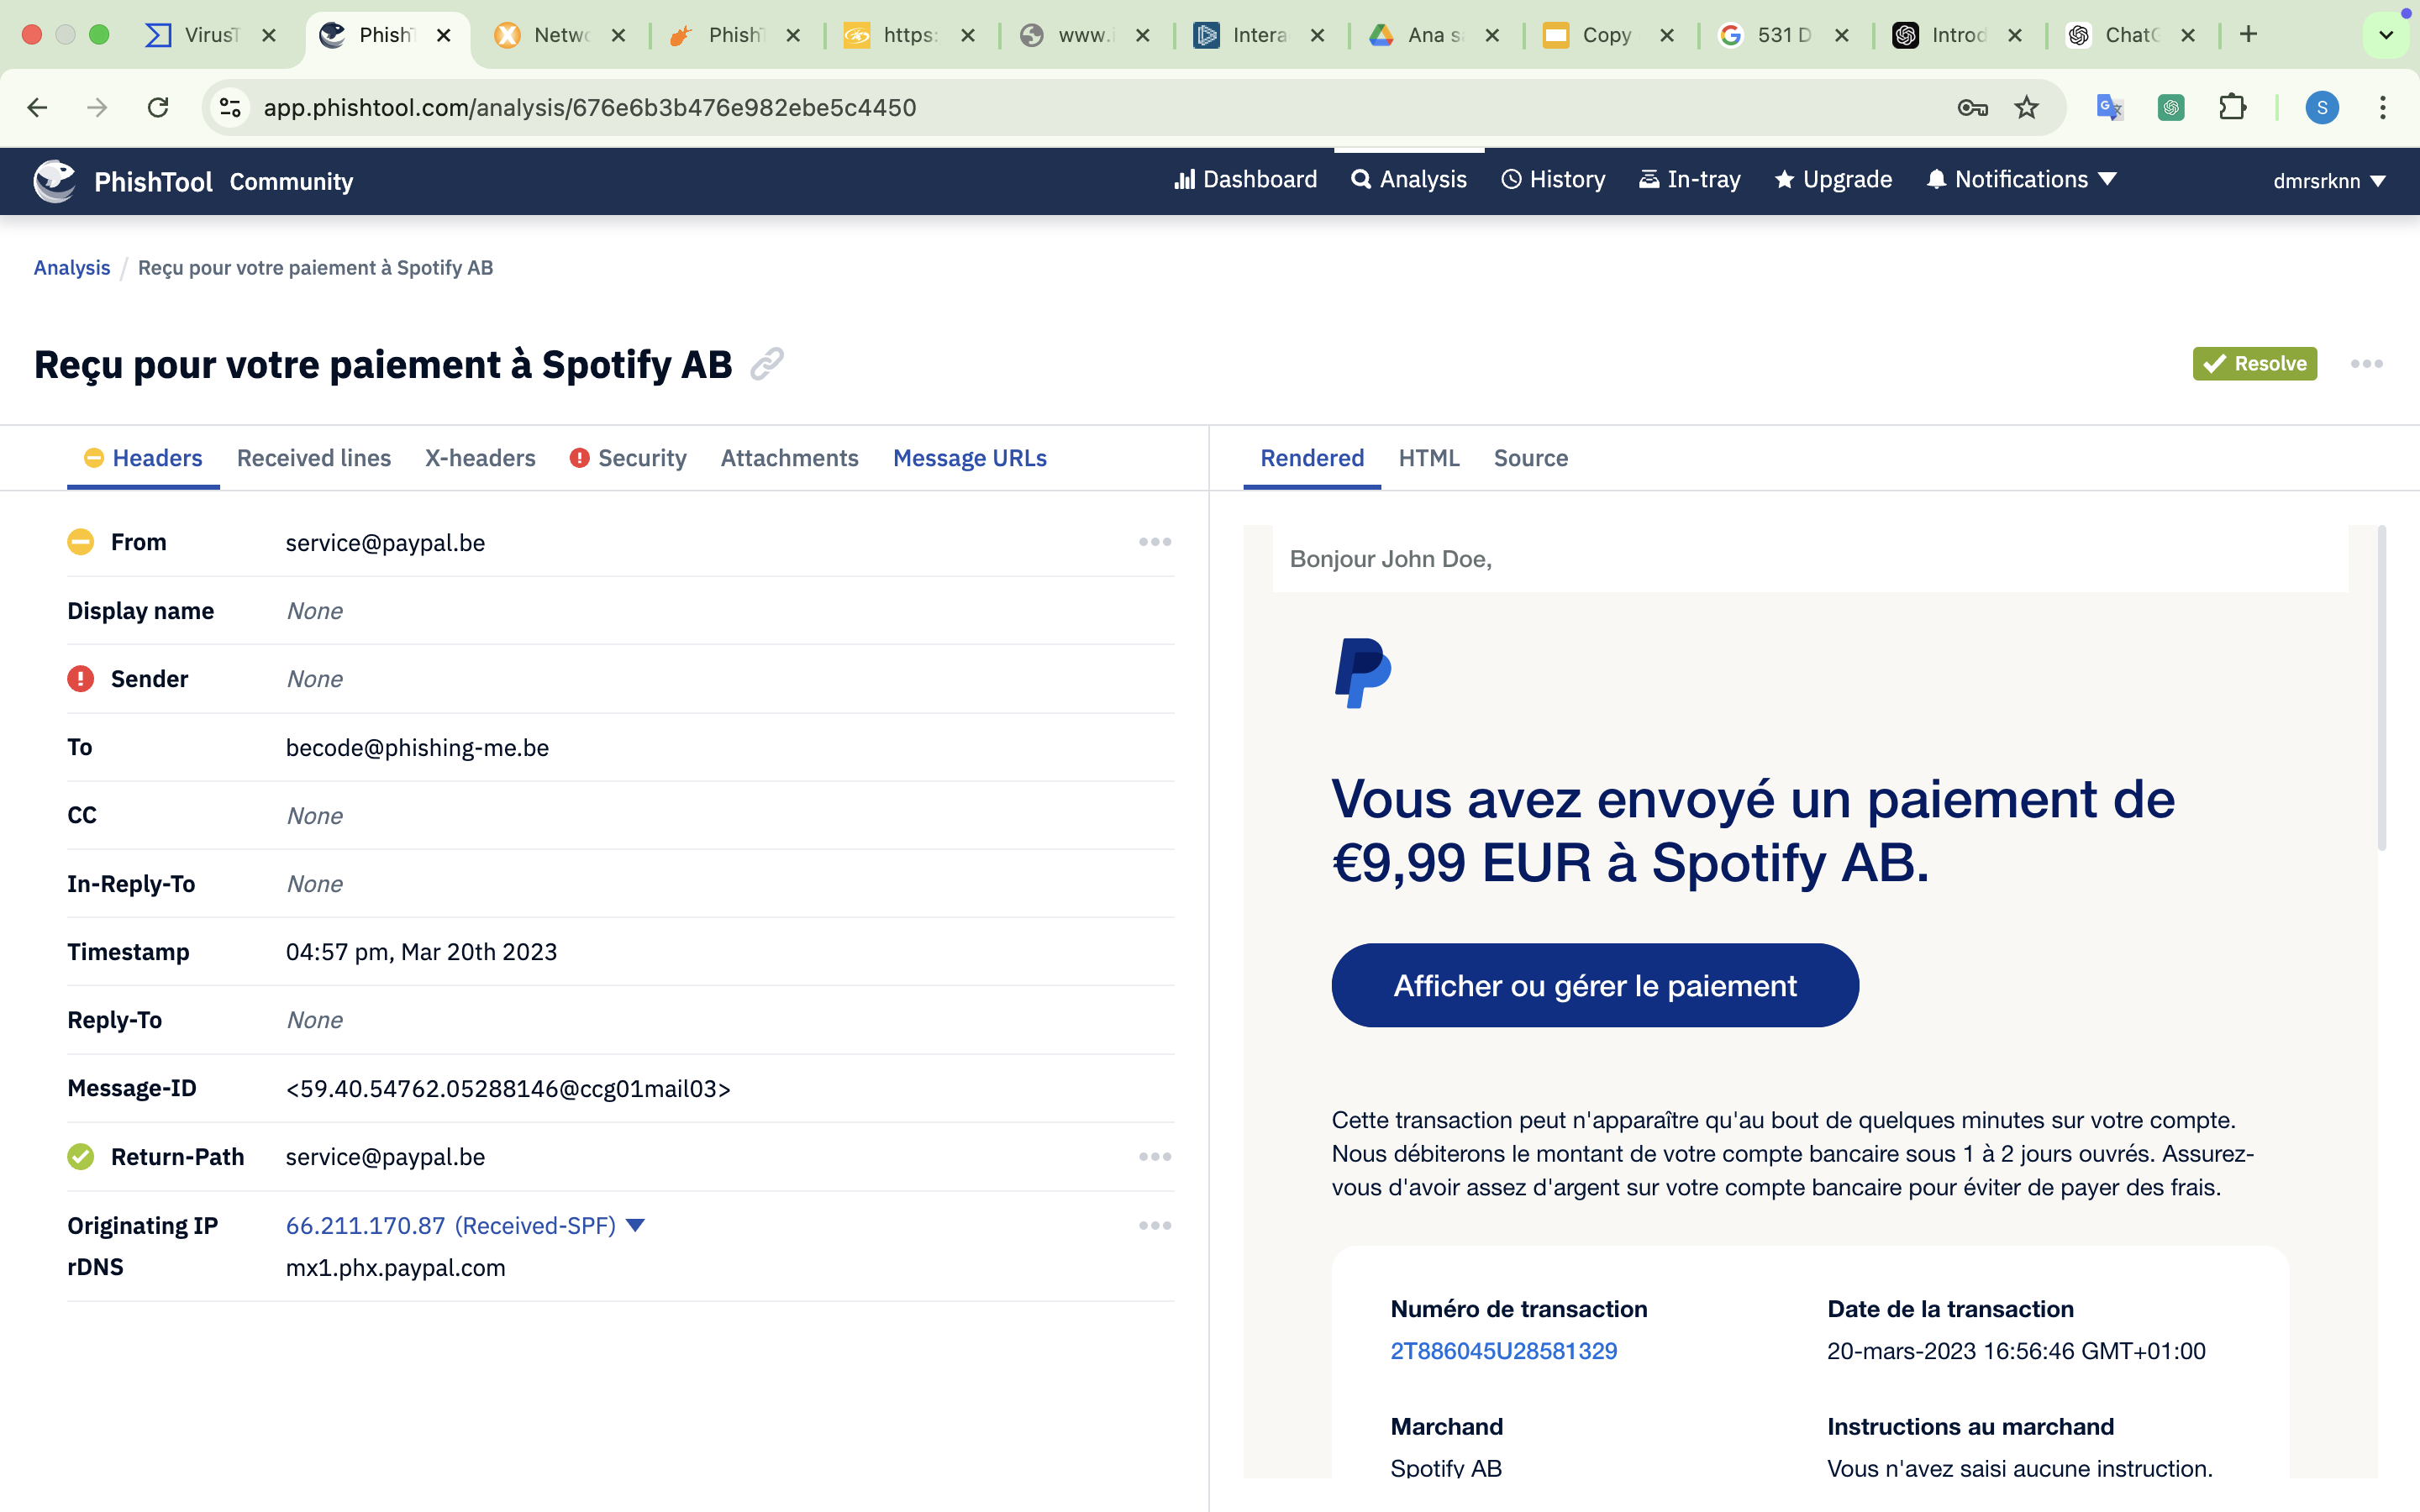 VirusT
PhishT
Netwo
PhishT
https:
www.i
Intera
Ana s
Copy
531 D
Introd
ChatG
app.phishtool.com/analysis/676e6b3b476e982ebe5c4450
S
PhishTool Community
Dashboard
Analysis
History
In-tray
Upgrade
Notifications
dmrsrknn
Analysis / Reçu pour votre paiement à Spotify AB
Reçu pour votre paiement à Spotify AB
Resolve
Headers
Received lines
X-headers
Security
Attachments
Message URLs
From service@paypal.be
Display name None
Sender None
To becode@phishing-me.be
CC None
In-Reply-To None
Timestamp 04:57 pm, Mar 20th 2023
Reply-To None
Message-ID <59.40.54762.05288146@ccg01mail03>
Return-Path service@paypal.be
Originating IP 66.211.170.87 (Received-SPF)
rDNS mx1.phx.paypal.com
Rendered
HTML
Source
Bonjour John Doe,
Vous avez envoyé un paiement de
€9,99 EUR à Spotify AB.
Afficher ou gérer le paiement
Cette transaction peut n'apparaître qu'au bout de quelques minutes sur votre compte.
Nous débiterons le montant de votre compte bancaire sous 1 à 2 jours ouvrés. Assurez-
vous d'avoir assez d'argent sur votre compte bancaire pour éviter de payer des frais.
Numéro de transaction
2T886045U28581329
Date de la transaction
20-mars-2023 16:56:46 GMT+01:00
Marchand
Spotify AB
Instructions au marchand
Vous n'avez saisi aucune instruction.